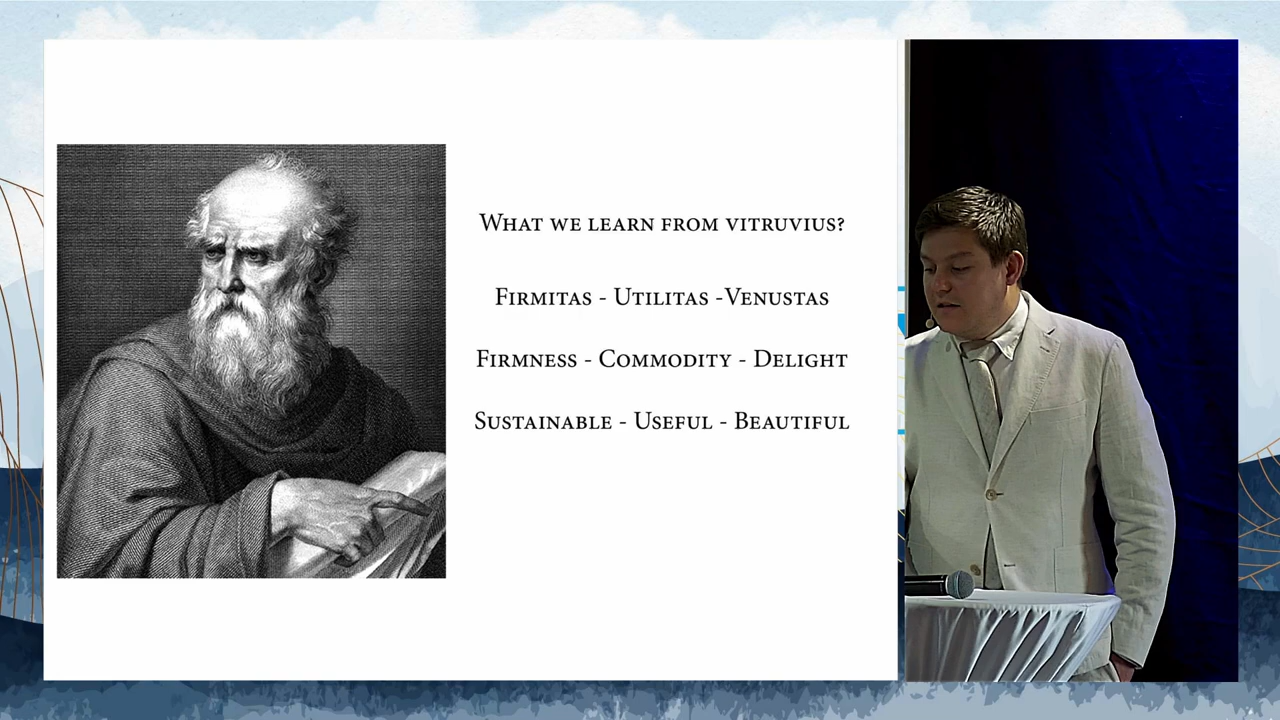 What we learn from vitruvius?
Firmitas - Utilitas -Venustas
Firmness - Commodity - Delight
Sustainable - Useful - Beautiful